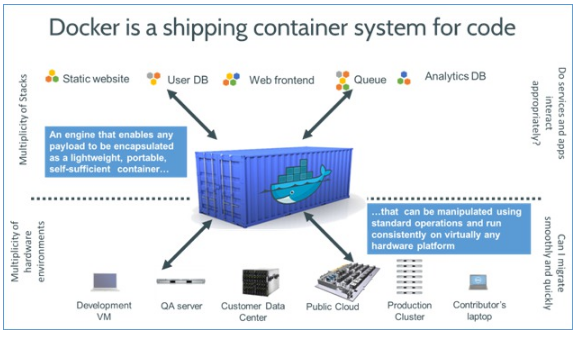 Docker is a shipping container system for code
Multiplicity of Stacks
Static website
User DB
Web frontend
Queue
Analytics DB
Do services and apps
interact
appropriately?
An engine that enables any
payload to be encapsulated
as a lightweight, portable,
self-sufficient container…
…that can be manipulated using
standard operations and run
consistently on virtually any
hardware platform
Multiplicity of
hardware
environments
Development
VM
QA server
Customer Data
Center
Public Cloud
Production
Cluster
Contributor's
laptop
Can I migrate
smoothly and quickly